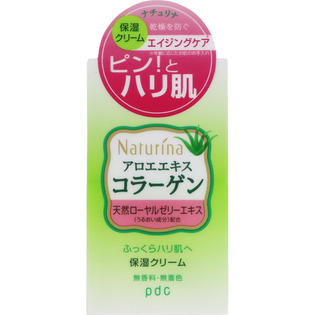 ナチュリナ
保湿
クリーム
乾燥を防ぐ
エイジングケア
ピン!と
ハリ肌
Naturina
アロエエキス
コラーゲン
天然ローヤルゼリーエキス
(うるおい成分)配合
ふっくらハリ肌へ
保湿クリーム
無香料・無着色
pdc